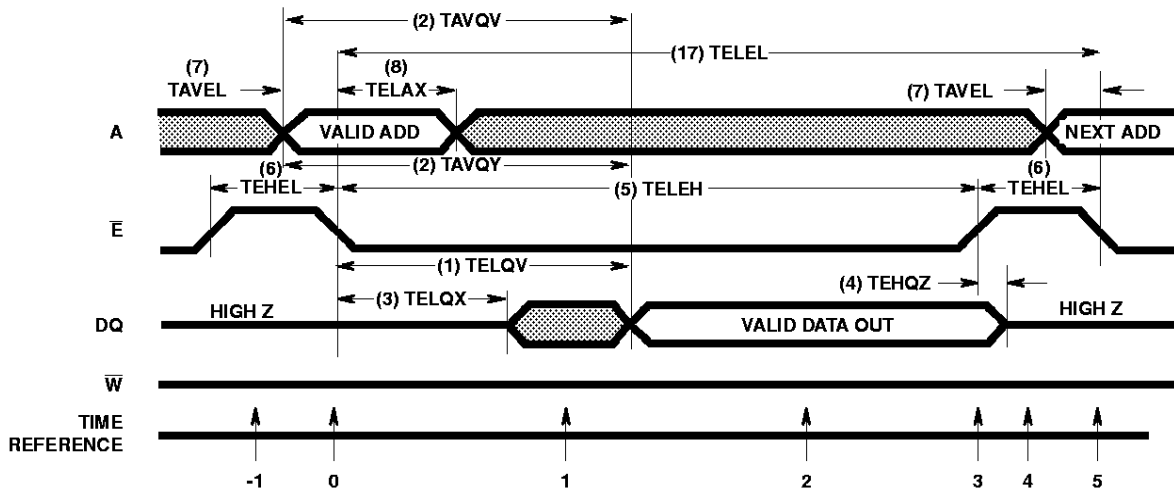 (2) TAVQV
(17) TELEL
(7)
TAVEL
(8)
TELAX
(7) TAVEL
A
VALID ADD
NEXT ADD
(2) TAVQY
(6)
TEHEL
(5) TELEH
(6)
TEHEL
E
(1) TELQV
(3) TELQX
(4) TEHQZ
HIGH Z
HIGH Z
DQ
VALID DATA OUT
W
TIME
REFERENCE
-1 0 1 2 3 4 5